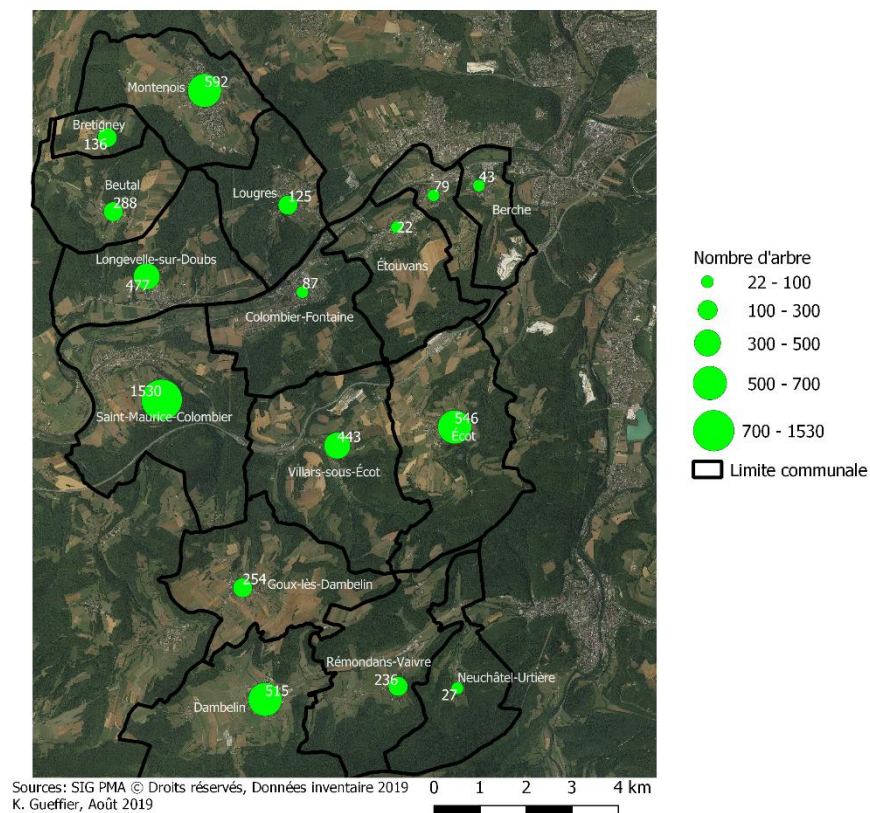 592
Montenois
Bretigney
136
Beutal
288
Lougres
125
79
43
Berche
22
Étouvans
Longevelle-sur-Doubs
477
87
Colombier-Fontaine
1530
Saint-Maurice-Colombier
546
Écot
443
Villars-sous-Écot
254
Goux-lès-Dambelin
Rémondans-Vaivre
236
Neuchâtel-Urtière
27
515
Dambelin
Nombre d'arbre
22 - 100
100 - 300
300 - 500
500 - 700
700 - 1530
Limite communale
Sources: SIG PMA © Droits réservés, Données inventaire 2019
K. Gueffier, Août 2019
0 1 2 3 4 km